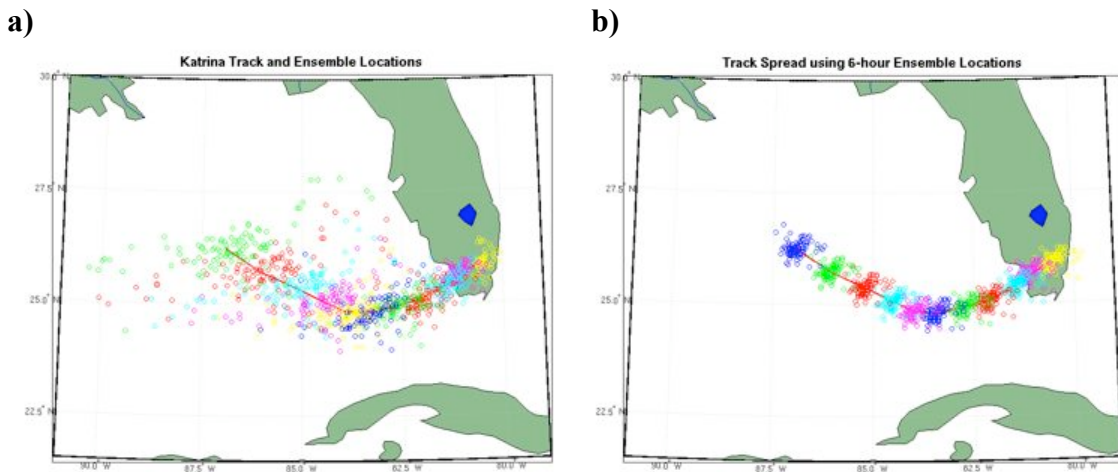 a)
b)
Katrina Track and Ensemble Locations
Track Spread using 6-hour Ensemble Locations
30.0° N
30.0° N
27.5° N
27.5° N
25.0° N
25.0° N
22.5° N
22.5° N
90.0° W
87.5° W
85.0° W
82.5° W
80.0° W
90.0° W
87.5° W
85.0° W
82.5° W
80.0° W